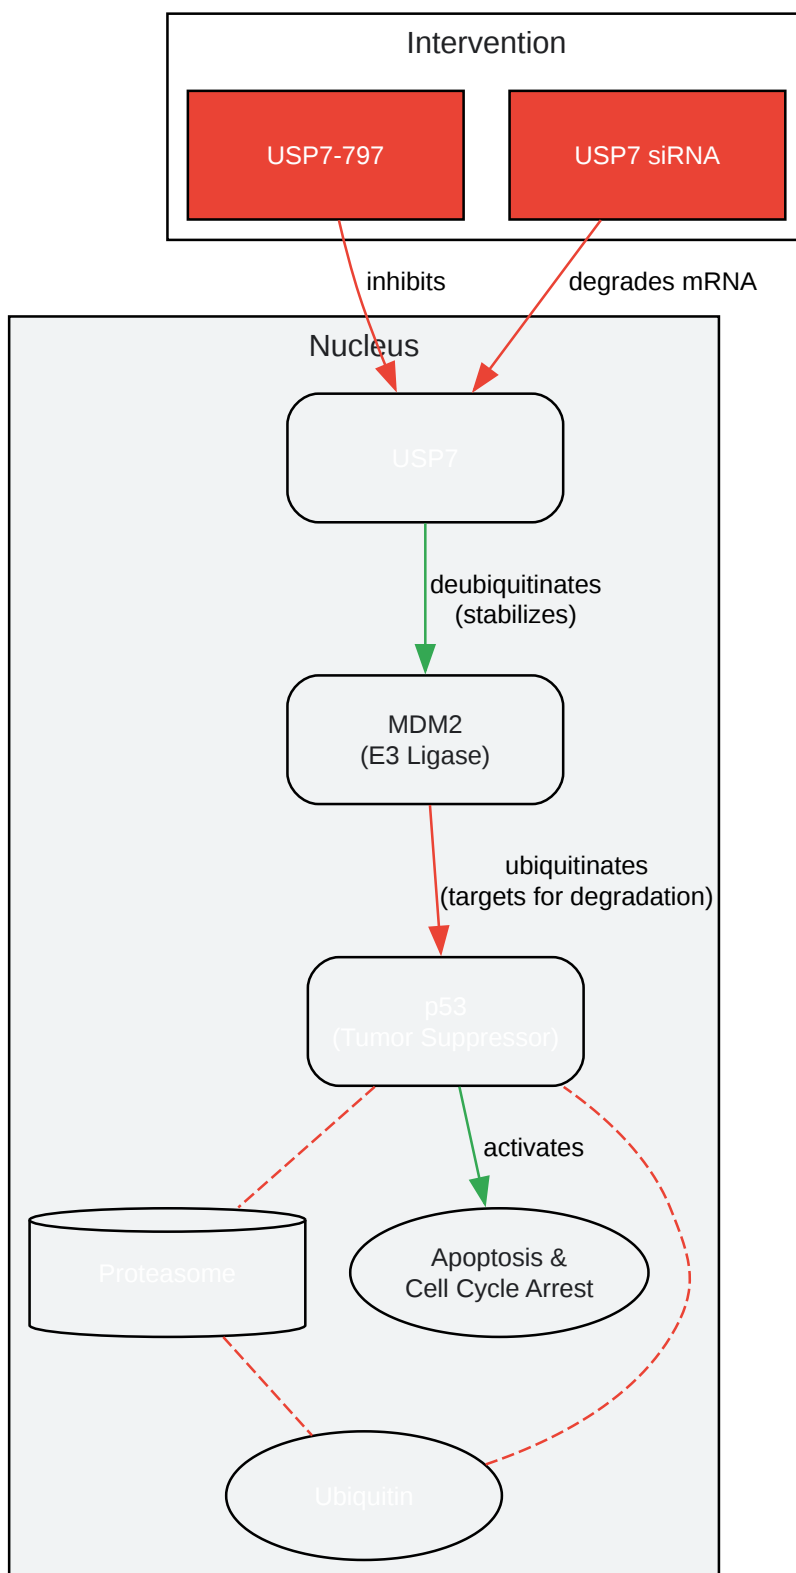 Intervention
USP7-797
USP7 siRNA
inhibits
degrades mRNA
Nucleus
USP7
deubiquitinates
(stabilizes)
MDM2
(E3 Ligase)
ubiquitinates
(targets for degradation)
p53
(Tumor Suppressor)
activates
Proteasome
Apoptosis &
Cell Cycle Arrest
Ubiquitin